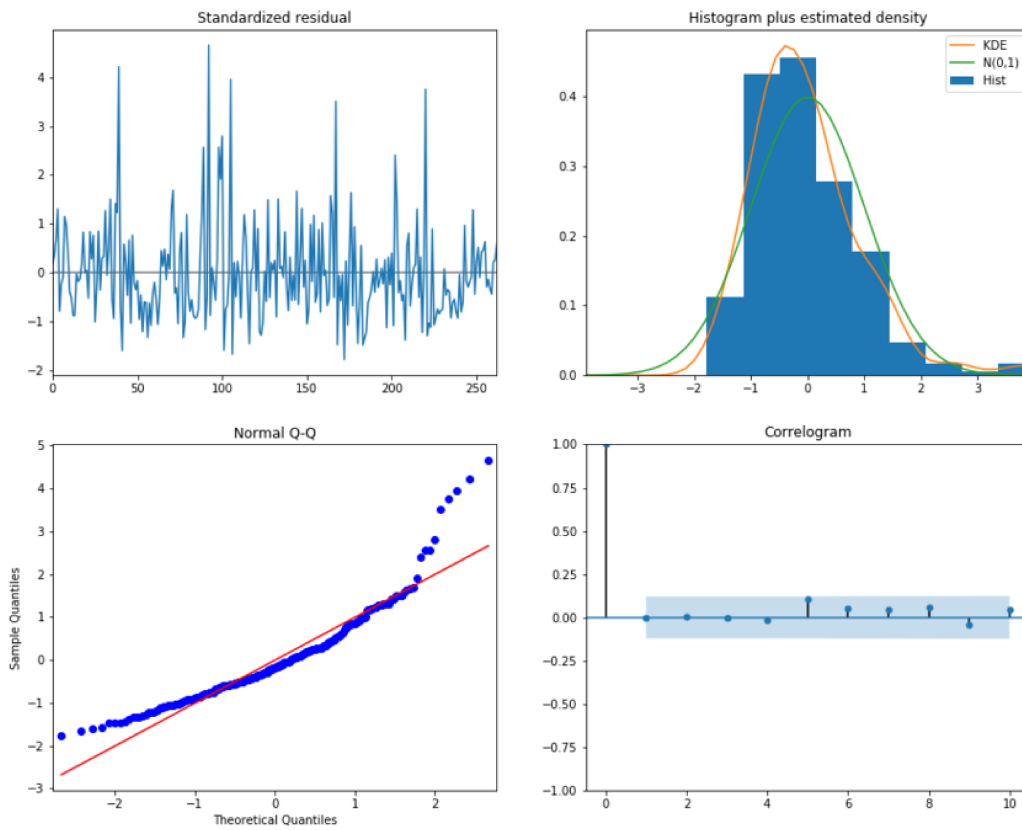 Standardized residual
4
3
2
1
0
−1
−2
0 50 100 150 200 250
Histogram plus estimated density
KDE
N(0,1)
Hist
0.4
0.3
0.2
0.1
0.0
−3 −2 −1 0 1 2 3
Normal Q-Q
5
4
3
2
1
0
−1
−2
−3
Sample Quantiles
−2 −1 0 1 2
Theoretical Quantiles
Correlogram
1.00
0.75
0.50
0.25
0.00
−0.25
−0.50
−0.75
−1.00
0 2 4 6 8 10